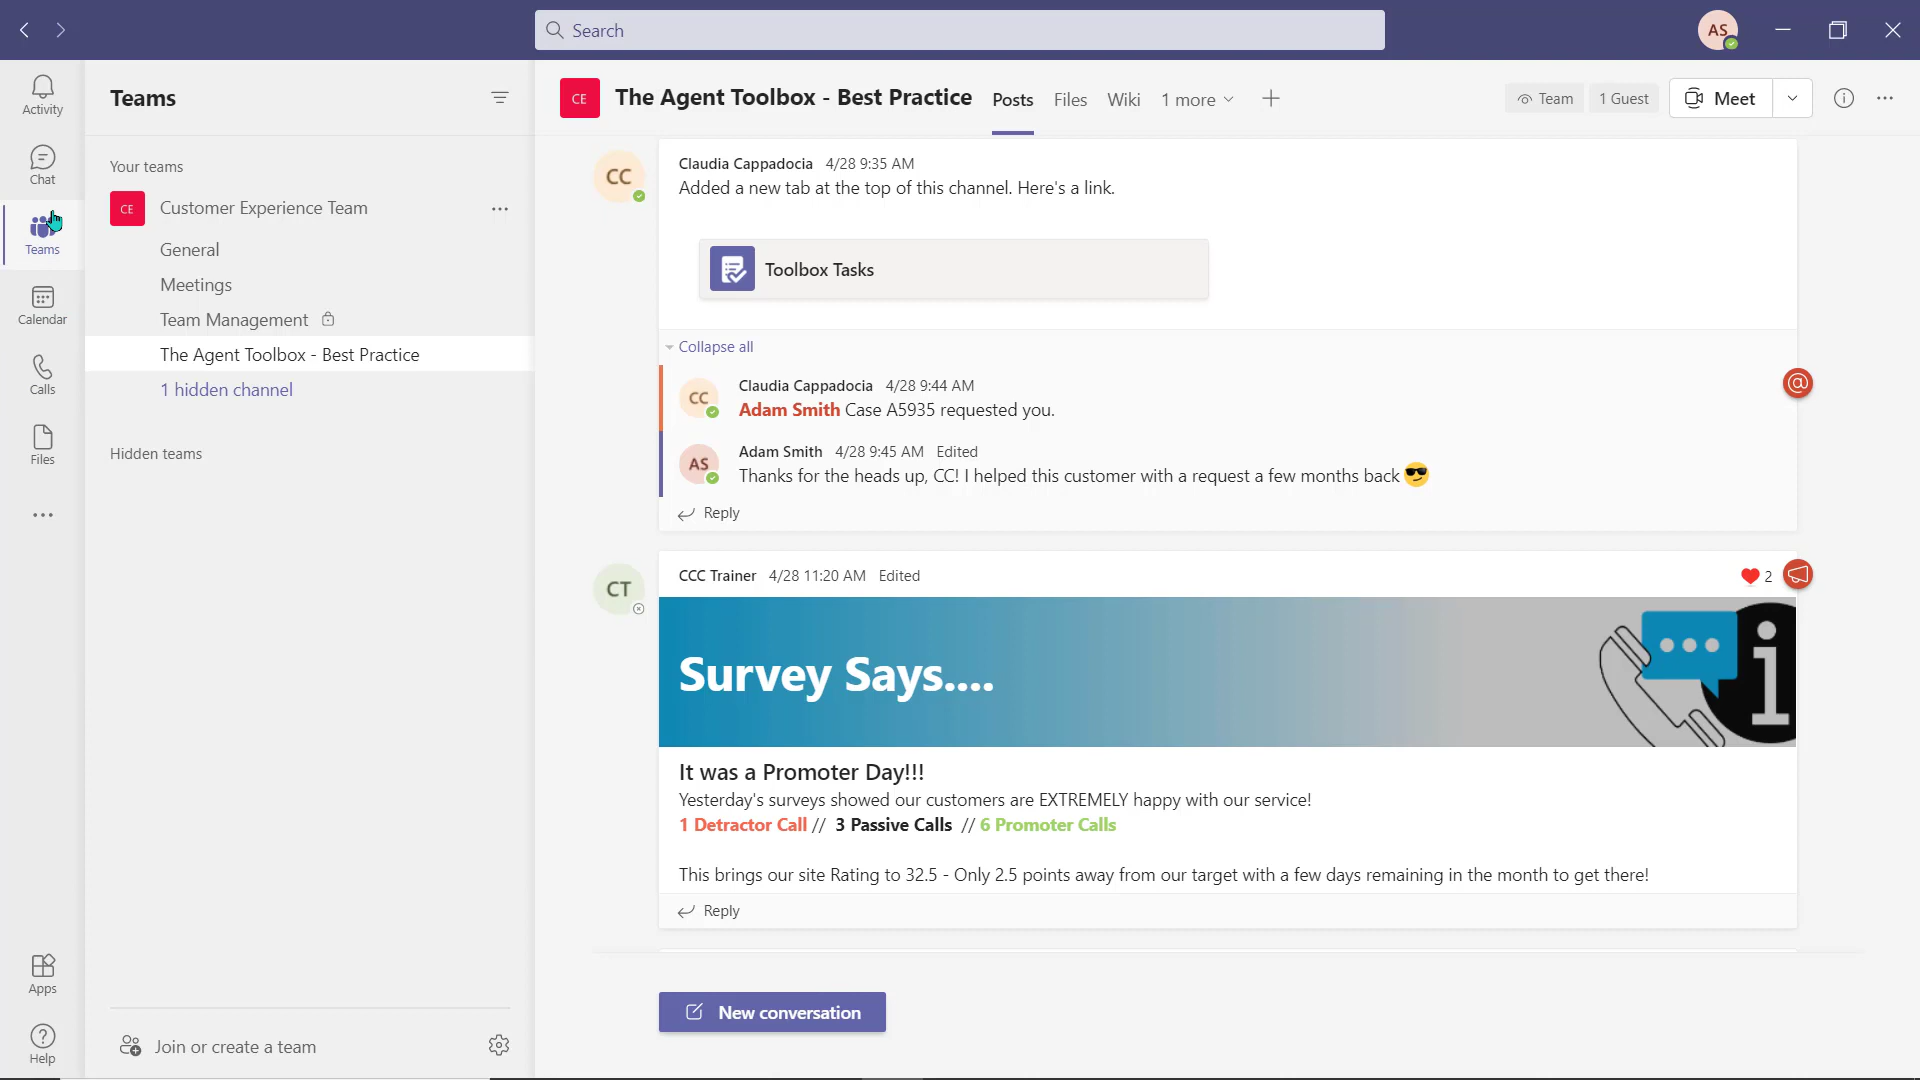 Search
AS
Activity
Chat
Teams
Calendar
Calls
Files
Apps
Help
Teams
Your teams
CE
Customer Experience Team
General
Meetings
Team Management
The Agent Toolbox - Best Practice
1 hidden channel
Hidden teams
Join or create a team
CE The Agent Toolbox - Best Practice Posts Files Wiki 1 more
Team 1 Guest Meet
CC
Claudia Cappadocia 4/28 9:35 AM
Added a new tab at the top of this channel. Here's a link.
Toolbox Tasks
Collapse all
CC
Claudia Cappadocia 4/28 9:44 AM
Adam Smith Case A5935 requested you.
@
AS
Adam Smith 4/28 9:45 AM Edited
Thanks for the heads up, CC! I helped this customer with a request a few months back 😎
Reply
CT
CCC Trainer 4/28 11:20 AM Edited
2
Survey Says....
i
It was a Promoter Day!!!
Yesterday's surveys showed our customers are EXTREMELY happy with our service!
1 Detractor Call // 3 Passive Calls // 6 Promoter Calls
This brings our site Rating to 32.5 - Only 2.5 points away from our target with a few days remaining in the month to get there!
Reply
New conversation